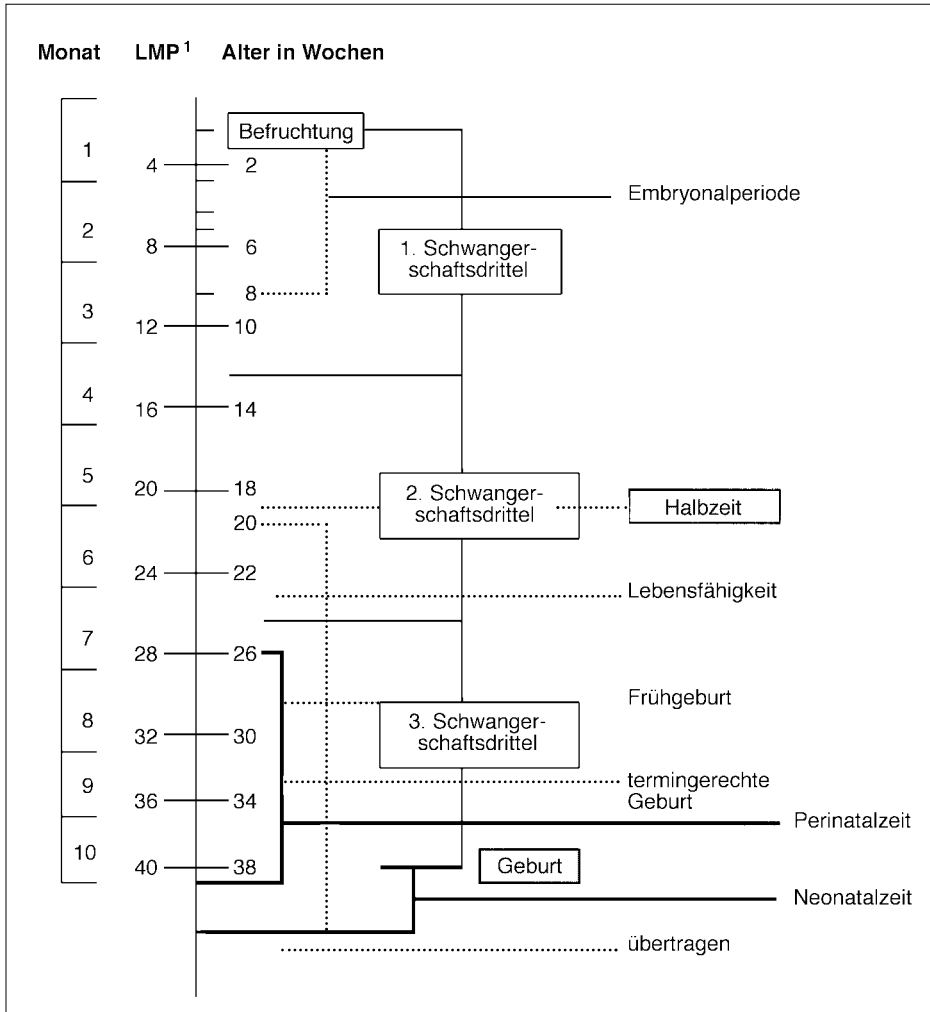 Monat LMP 1 Alter in Wochen
Befruchtung
1
4 2
Embryonalperiode
2
8 6
1. Schwanger-
schaftsdrittel
8
3
12 10
4
16 14
5
20 18
2. Schwanger-
schaftsdrittel
Halbzeit
20
6
24 22
Lebensfähigkeit
7
28 26
Frühgeburt
8
32 30
3. Schwanger-
schaftsdrittel
9
termingerechte
Geburt
36 34
Perinatalzeit
10
40 38
Geburt
Neonatalzeit
übertragen